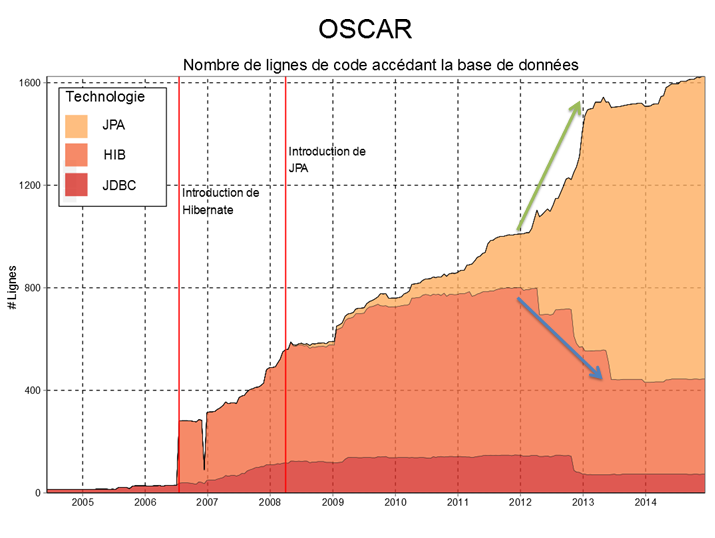 OSCAR
Nombre de lignes de code accédant la base de données
1600
1200
800
400
0
# Lignes
Technologie
JPA
HIB
JDBC
Introduction de
Hibernate
Introduction de
JPA
2005
2006
2007
2008
2009
2010
2011
2012
2013
2014